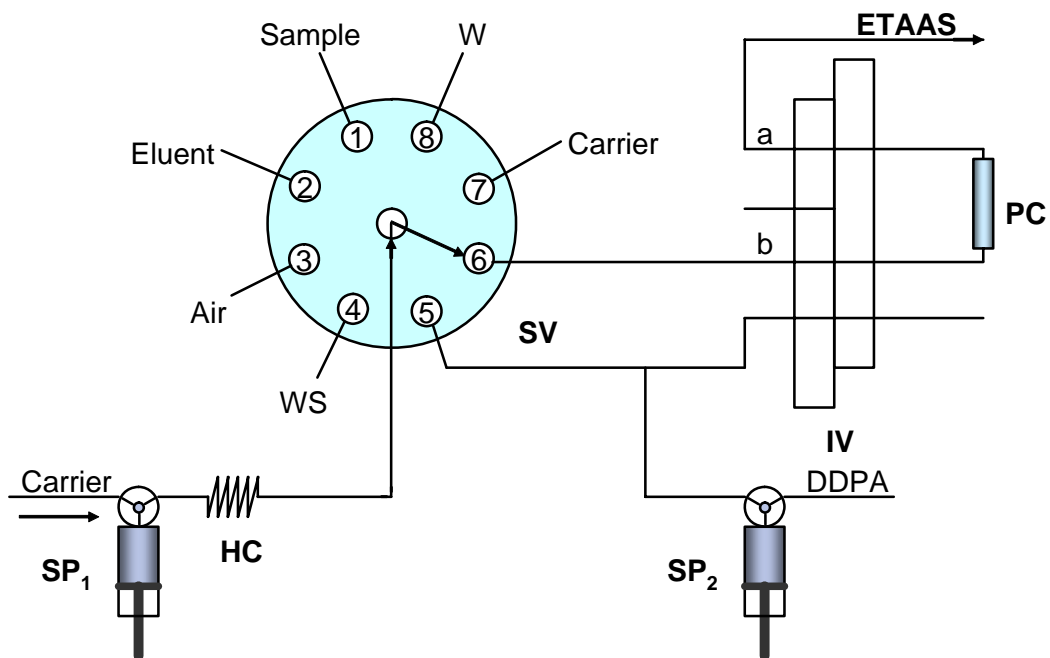 ETAAS
Sample
W
1
8
a
Eluent
Carrier
2
7
PC
b
3
6
Air
4
5
SV
WS
IV
Carrier
DDPA
HC
SP1
SP2